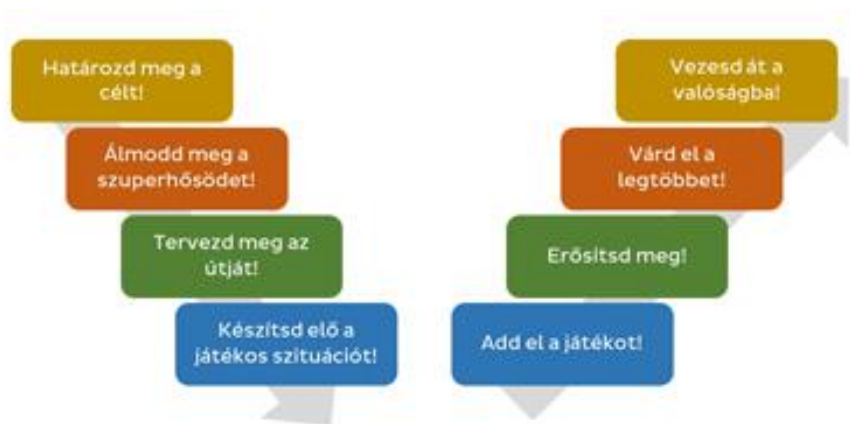 Határozd meg a
célt!
Álmodd meg a
szuperhősödet!
Tervezd meg az
útját!
Készítsd elő a
játékos szituációt!
Add el a játékot!
Erősítsd meg!
Várd el a
legtöbbet!
Vezesd át a
valóságba!